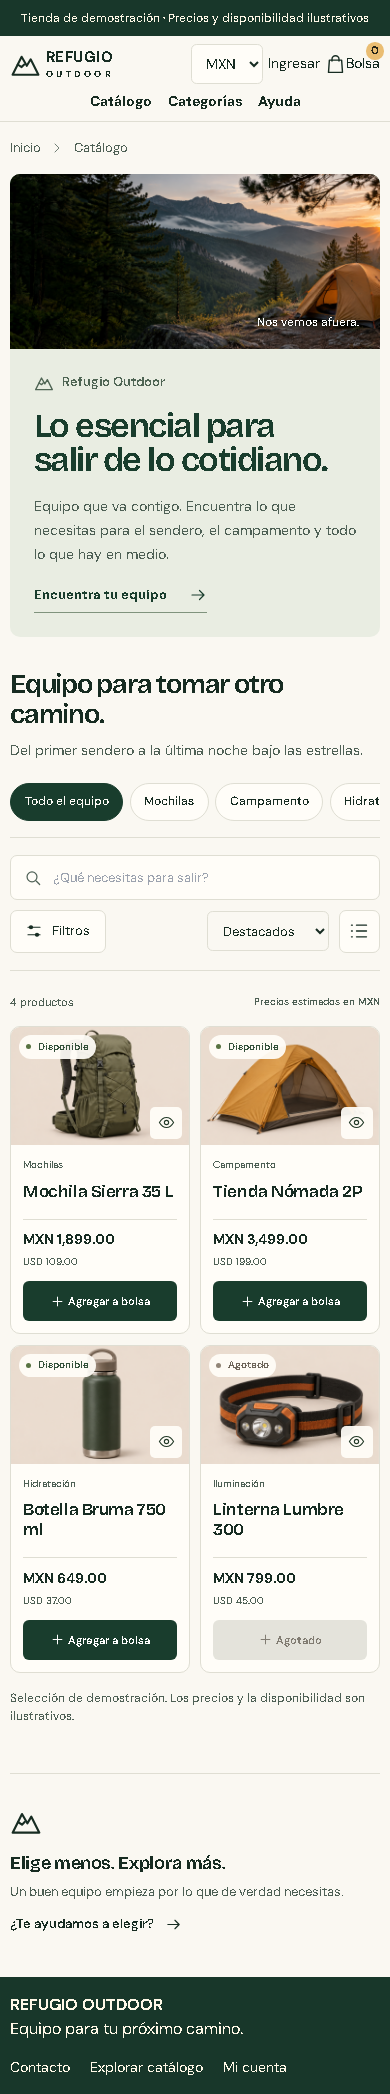 Tienda de demostración · Precios y disponibilidad ilustrativos
REFUGIO
OUTDOOR
MXN
Ingresar
Bolsa
0
Catálogo
Categorías
Ayuda
Inicio
Catálogo
Nos vemos afuera.
Refugio Outdoor
Lo esencial para
salir de lo cotidiano.
Equipo que va contigo. Encuentra lo que
necesitas para el sendero, el campamento y todo
lo que hay en medio.
Encuentra tu equipo
Equipo para tomar otro
camino.
Del primer sendero a la última noche bajo las estrellas.
Todo el equipo
Mochilas
Campamento
Hidrat
¿Qué necesitas para salir?
Filtros
Destacados
4 productos
Precios estimados en MXN
Disponible
Mochilas
Mochila Sierra 35 L
MXN 1,899.00
USD 109.00
Agregar a bolsa
Disponible
Campamento
Tienda Nómada 2P
MXN 3,499.00
USD 199.00
Agregar a bolsa
Disponible
Hidratación
Botella Bruma 750
ml
MXN 649.00
USD 37.00
Agregar a bolsa
Agotado
Iluminación
Linterna Lumbre
300
MXN 799.00
USD 45.00
Agotado
Selección de demostración. Los precios y la disponibilidad son
ilustrativos.
Elige menos. Explora más.
Un buen equipo empieza por lo que de verdad necesitas.
¿Te ayudamos a elegir?
REFUGIO OUTDOOR
Equipo para tu próximo camino.
Contacto
Explorar catálogo
Mi cuenta